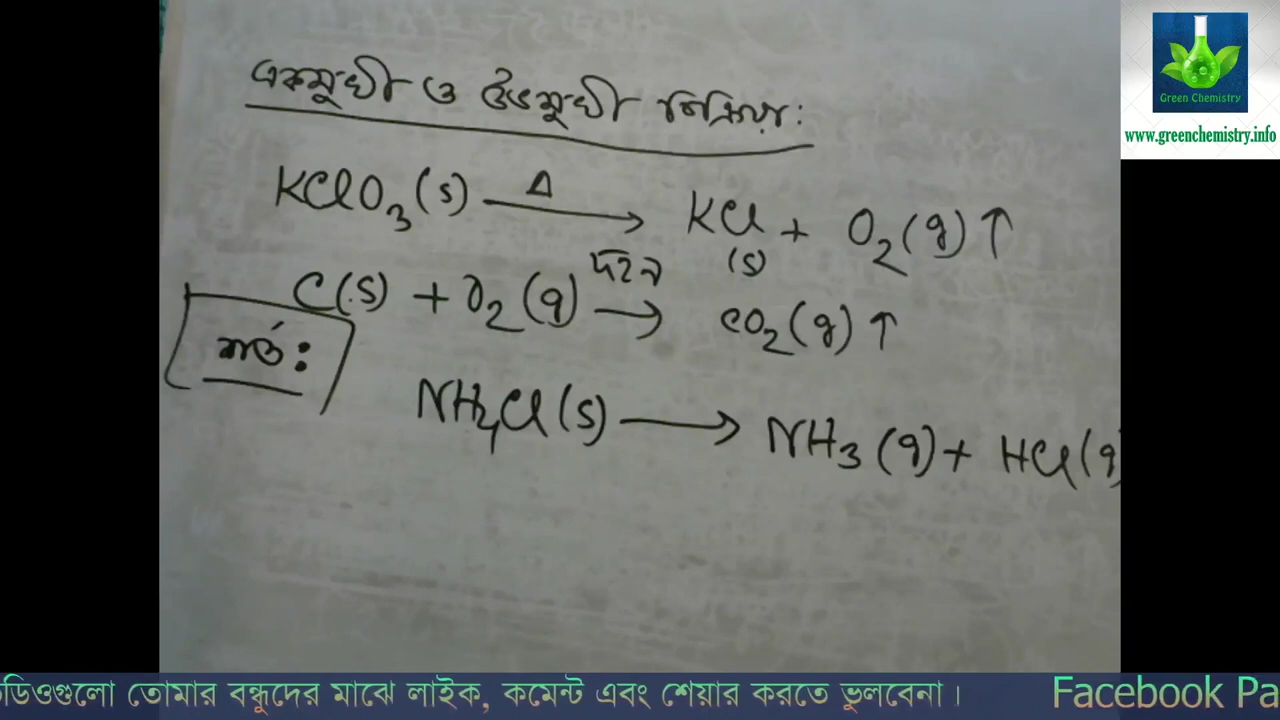 Green Chemistry
www.greenchemistry.info
একমুখী ও উভমুখী বিক্রিয়া:
KClO3(s) Δ→ KCl(s) + O2(g)↑
C(s) + O2(g) দহন→ CO2(g)↑
শর্ত:
NH4Cl(s) → NH3(g) + HCl(g)
ডিওগুলো তোমার বন্ধুদের মাঝে লাইক, কমেন্ট এবং শেয়ার করতে ভুলবেনা। Facebook Pa